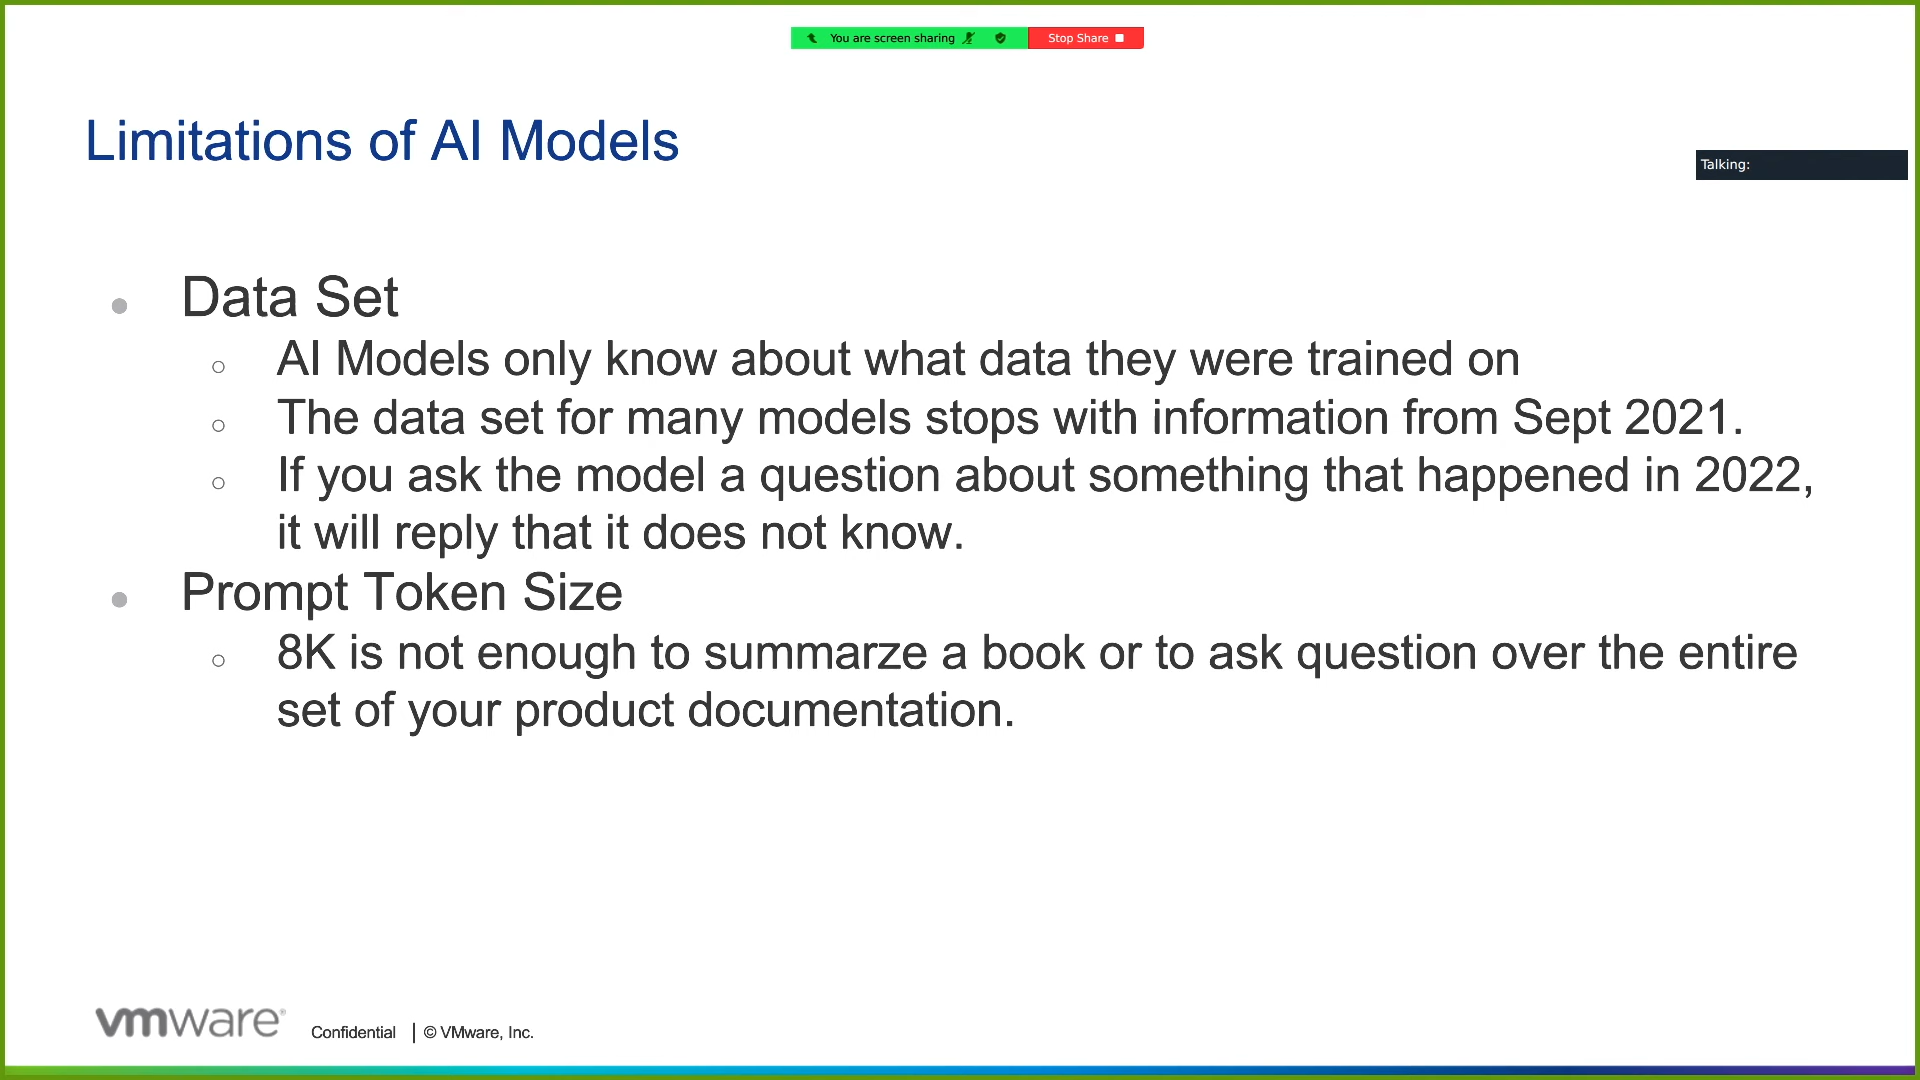 You are screen sharing
Stop Share
Limitations of AI Models
Talking:
Data Set
AI Models only know about what data they were trained on
The data set for many models stops with information from Sept 2021.
If you ask the model a question about something that happened in 2022,
it will reply that it does not know.
Prompt Token Size
8K is not enough to summarze a book or to ask question over the entire
set of your product documentation.
vmware®
Confidential | © VMware, Inc.